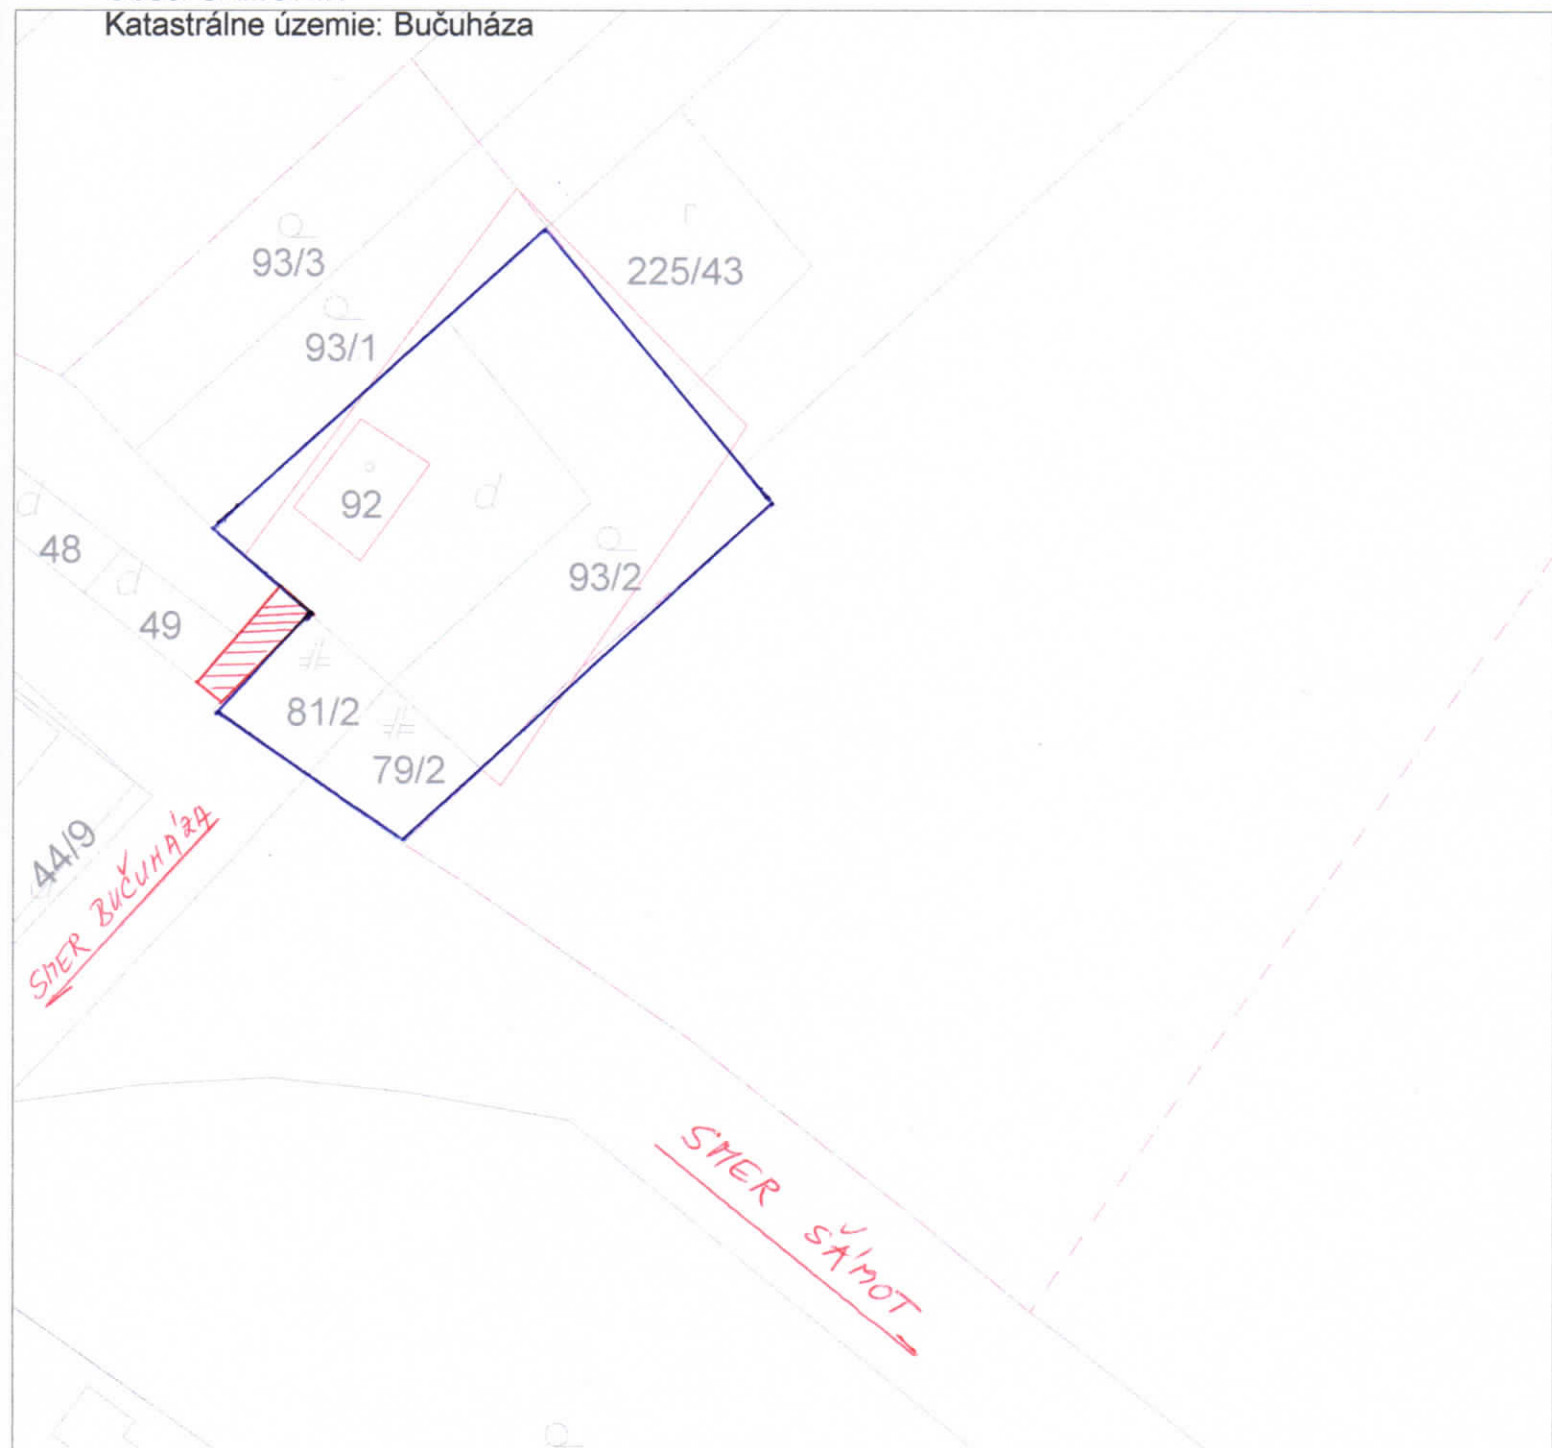 Katastrálne územie: Bučuháza
93/3
r
225/43
93/1
92
93/2
48
49
81/2
79/2
44/9
SMER BUČUHÁZA
SMER ŠÁMOT